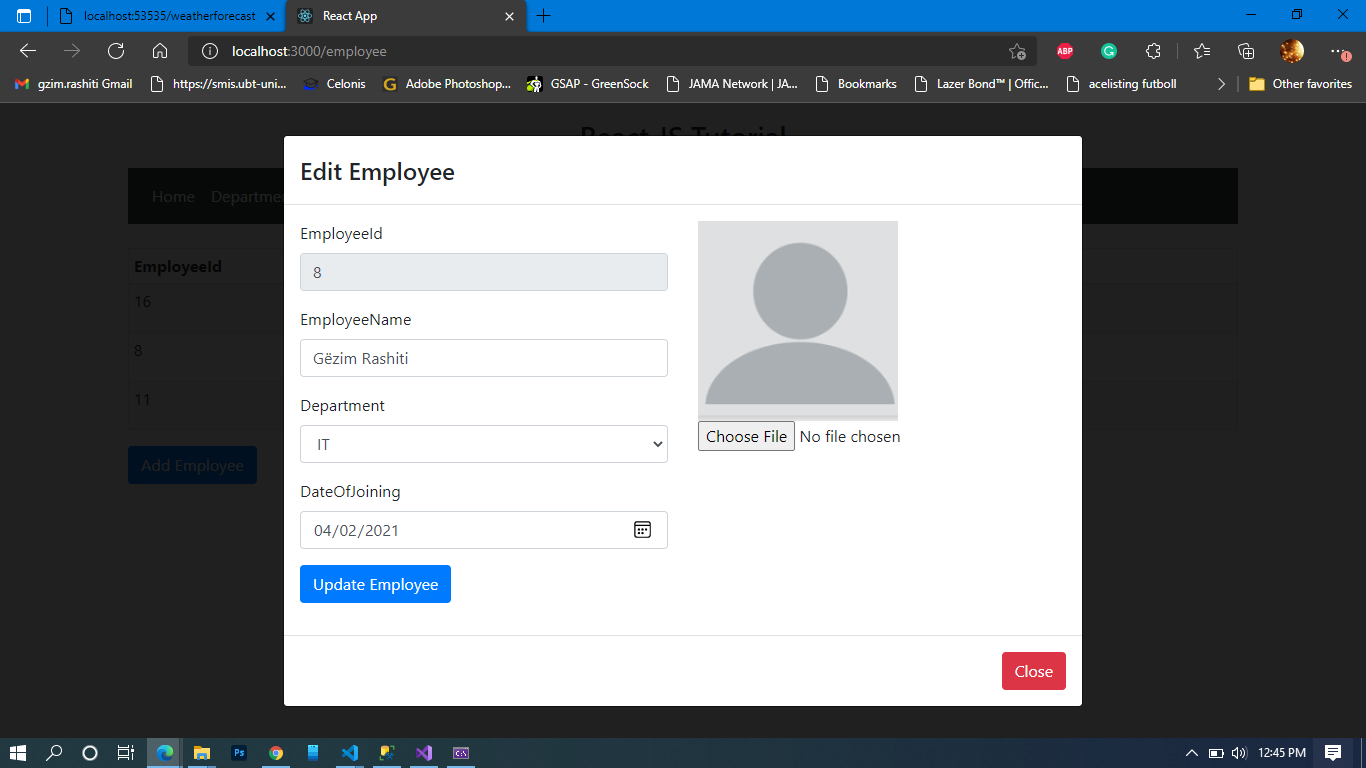 localhost:53535/weatherforecast
React App
localhost:3000/employee
ABP
gzim.rashiti Gmail
https://smis.ubt-uni...
Celonis
Adobe Photoshop...
GSAP - GreenSock
JAMA Network | JA...
Bookmarks
Lazer Bond™ | Offic...
acelisting futboll
Other favorites
React JS Tutorial
Home
Departme
Edit Employee
EmployeeId
16
8
11
Add Employee
EmployeeId
8
EmployeeName
Gëzim Rashiti
Department
IT
DateOfJoining
04/02/2021
Update Employee
Choose File No file chosen
Close
Ps
12:45 PM